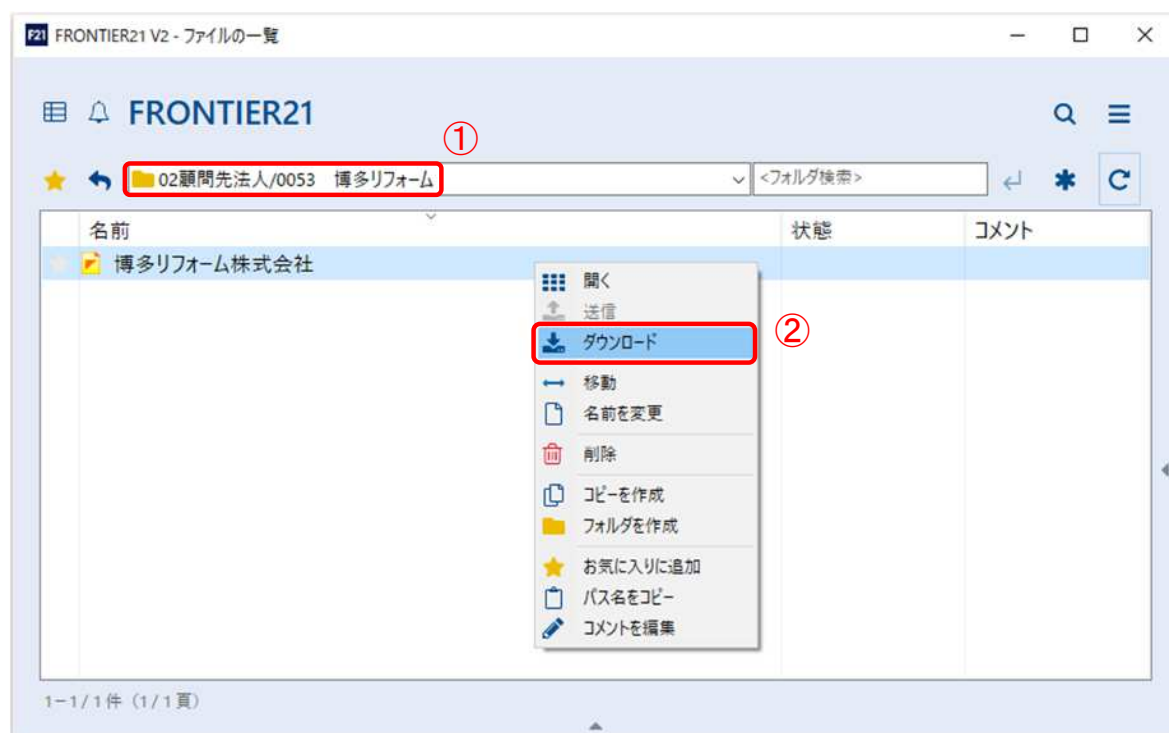 F21 FRONTIER21 V2 - ファイルの一覧
FRONTIER21
①
02顧問先法人/0053 博多リフォーム
<フォルダ検索>
名前 状態 コメント
博多リフォーム株式会社
開く
送信
ダウンロード
②
移動
名前を変更
削除
コピーを作成
フォルダを作成
お気に入りに追加
パス名をコピー
コメントを編集
1-1/1件 (1/1頁)